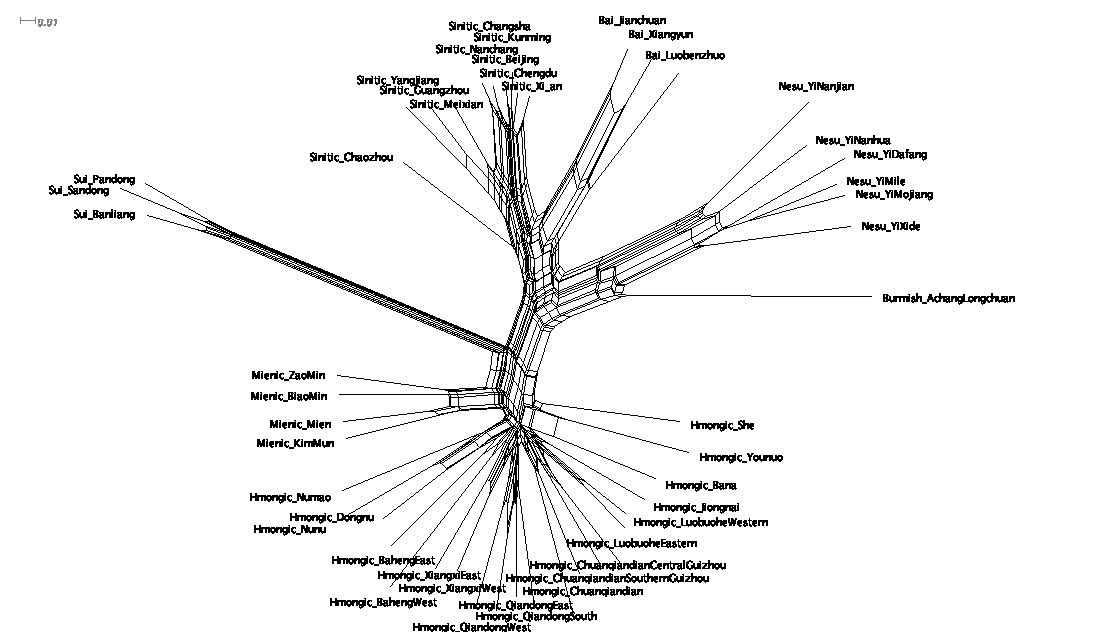 0.01
Sinitic_Changsha
Sinitic_Kunming
Sinitic_Nanchang
Sinitic_Beijing
Sinitic_Chengdu
Sinitic_Xi_an
Sinitic_Yangjiang
Sinitic_Guangzhou
Sinitic_Meixian
Sinitic_Chaozhou
Bai_Jianchuan
Bai_Xiangyun
Bai_Luobenzhuo
Nesu_YiNanjian
Nesu_YiNanhua
Nesu_YiDafang
Nesu_YiMile
Nesu_YiMojiang
Nesu_YiXide
Burmish_AchangLongchuan
Sui_Pandong
Sui_Sandong
Sui_Banliang
Mienic_ZaoMin
Mienic_BiaoMin
Mienic_Mien
Mienic_KimMun
Hmongic_She
Hmongic_Younuo
Hmongic_Bana
Hmongic_Jiongnai
Hmongic_LuobuoheWestern
Hmongic_LuobuoheEastern
Hmongic_ChuanqiandianCentralGuizhou
Hmongic_ChuanqiandianSouthernGuizhou
Hmongic_Chuanqiandian
Hmongic_Numao
Hmongic_Dongnu
Hmongic_Nunu
Hmongic_BahengEast
Hmongic_XiangxiEast
Hmongic_XiangxiWest
Hmongic_BahengWest
Hmongic_QiandongEast
Hmongic_QiandongSouth
Hmongic_QiandongWest